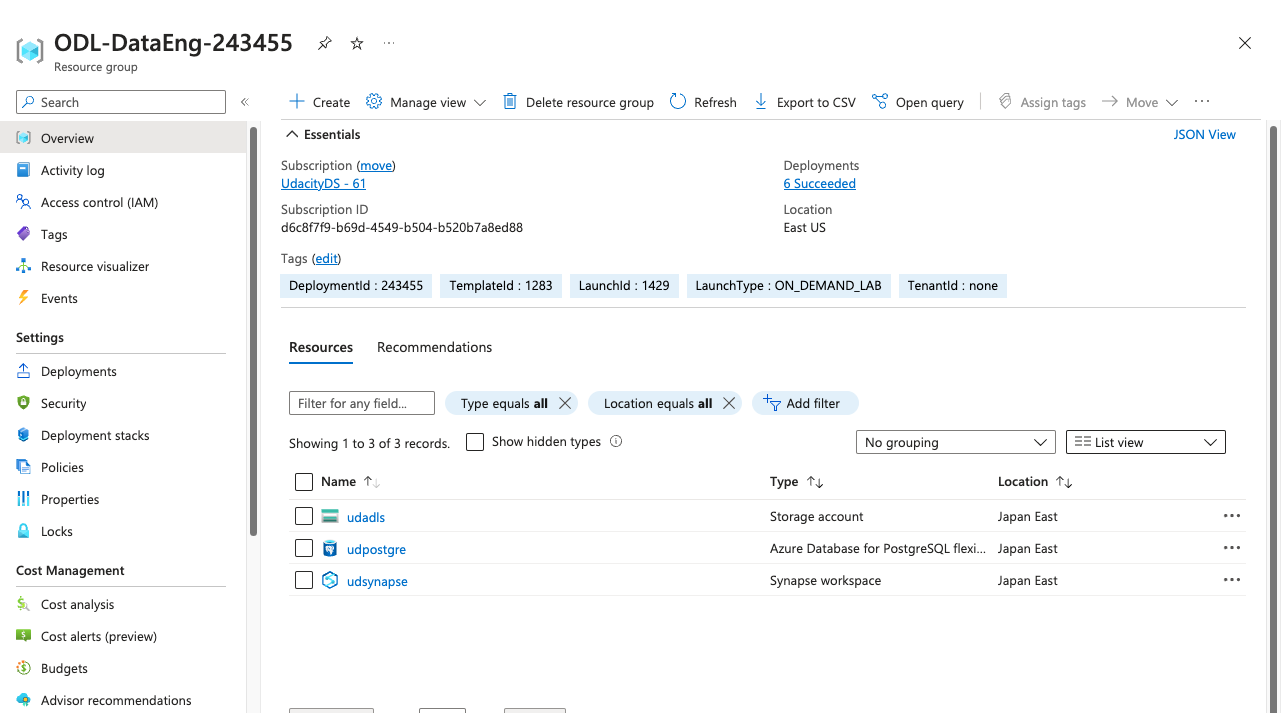 ODL-DataEng-243455
Resource group
Search
Overview
Activity log
Access control (IAM)
Tags
Resource visualizer
Events
Settings
Deployments
Security
Deployment stacks
Policies
Properties
Locks
Cost Management
Cost analysis
Cost alerts (preview)
Budgets
Advisor recommendations
Create Manage view Delete resource group Refresh Export to CSV Open query Assign tags Move
Essentials JSON View
Subscription (move)
UdacityDS - 61
Subscription ID
d6c8f7f9-b69d-4549-b504-b520b7a8ed88
Deployments
6 Succeeded
Location
East US
Tags (edit)
DeploymentId : 243455 TemplateId : 1283 LaunchId : 1429 LaunchType : ON_DEMAND_LAB TenantId : none
Resources Recommendations
Filter for any field... Type equals all Location equals all Add filter
Showing 1 to 3 of 3 records. Show hidden types No grouping List view
Name Type Location
udadls Storage account Japan East
udpostgre Azure Database for PostgreSQL flexi... Japan East
udsynapse Synapse workspace Japan East